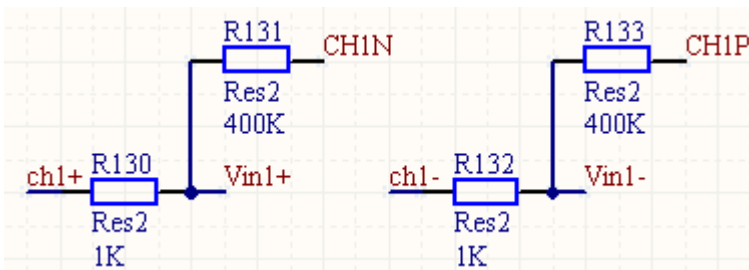 R131
CH1N
Res2
400K
R130
ch1+
Vin1+
Res2
1K
R133
CH1P
Res2
400K
R132
ch1-
Vin1-
Res2
1K